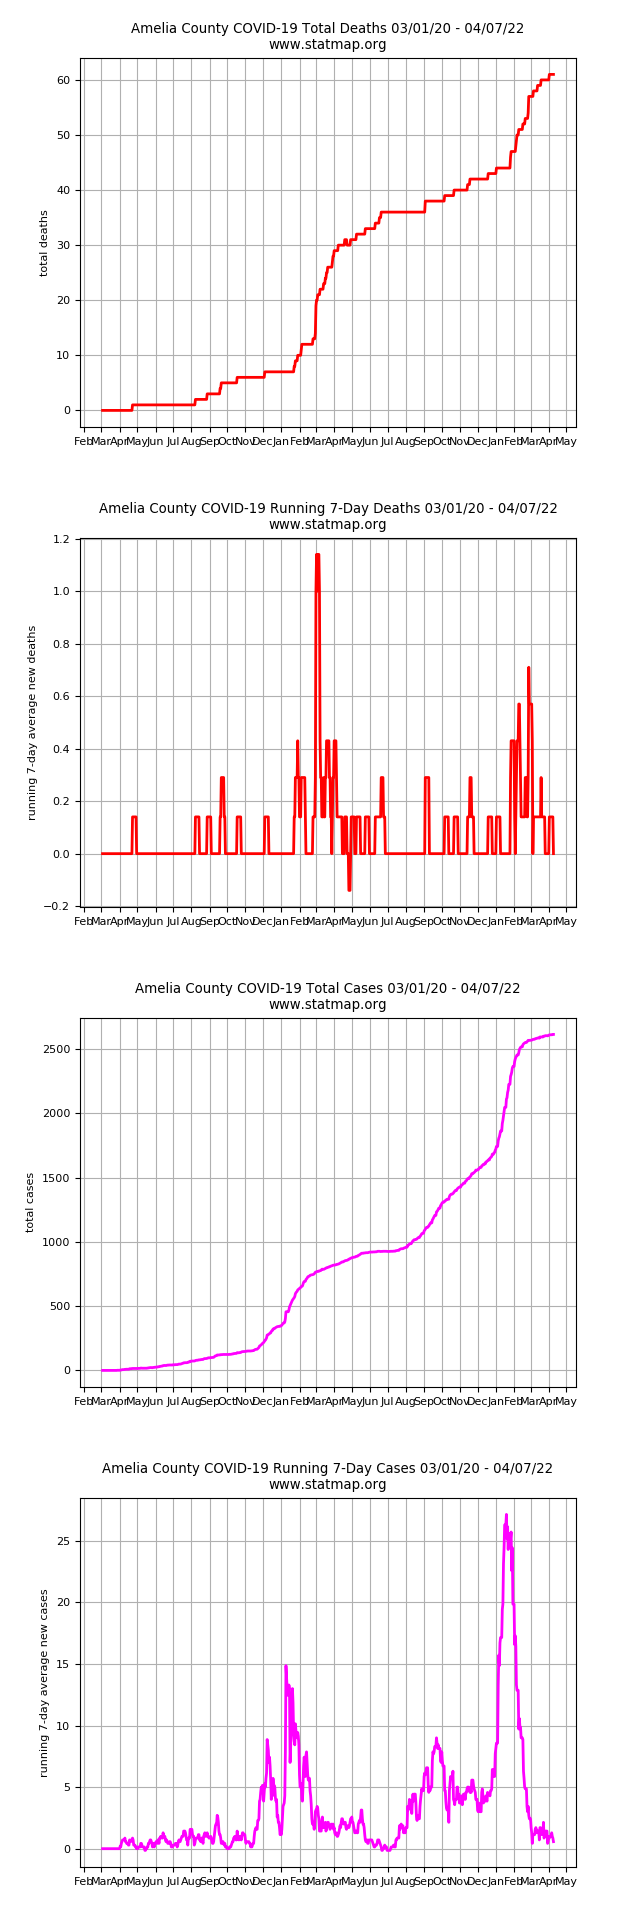 Amelia County COVID-19 Total Deaths 03/01/20 - 04/07/22
www.statmap.org
60
50
40
30
20
10
0
total deaths
Feb Mar Apr May Jun Jul Aug Sep Oct Nov Dec Jan Feb Mar Apr May Jun Jul Aug Sep Oct Nov Dec Jan Feb Mar Apr May
Amelia County COVID-19 Running 7-Day Deaths 03/01/20 - 04/07/22
www.statmap.org
1.2
1.0
0.8
0.6
0.4
0.2
0.0
−0.2
running 7-day average new deaths
Feb Mar Apr May Jun Jul Aug Sep Oct Nov Dec Jan Feb Mar Apr May Jun Jul Aug Sep Oct Nov Dec Jan Feb Mar Apr May
Amelia County COVID-19 Total Cases 03/01/20 - 04/07/22
www.statmap.org
2500
2000
1500
1000
500
0
total cases
Feb Mar Apr May Jun Jul Aug Sep Oct Nov Dec Jan Feb Mar Apr May Jun Jul Aug Sep Oct Nov Dec Jan Feb Mar Apr May
Amelia County COVID-19 Running 7-Day Cases 03/01/20 - 04/07/22
www.statmap.org
25
20
15
10
5
0
running 7-day average new cases
Feb Mar Apr May Jun Jul Aug Sep Oct Nov Dec Jan Feb Mar Apr May Jun Jul Aug Sep Oct Nov Dec Jan Feb Mar Apr May